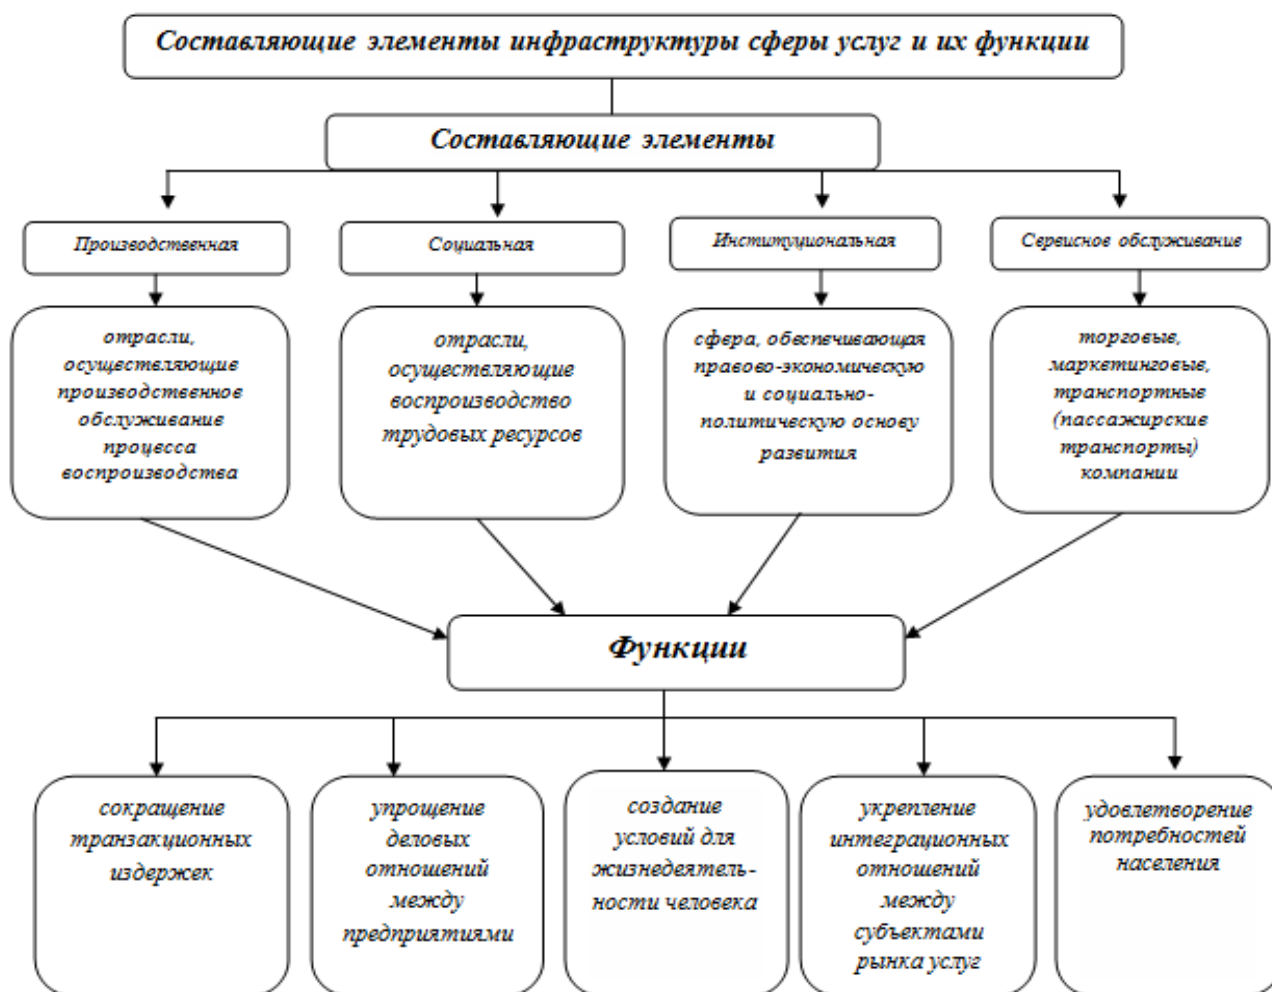 Составляющие элементы инфраструктуры сферы услуг и их функции
Составляющие элементы
Производственная
Социальная
Институциональная
Сервисное обслуживание
отрасли,
осуществляющие
производственное
обслуживание
процесса
воспроизводства
отрасли,
осуществляющие
воспроизводство
трудовых ресурсов
сфера, обеспечивающая
правово-экономическую
и социально-
политическую основу
развития
торговые,
маркетинговые,
транспортные
(пассажирские
транспорты)
компании
Функции
сокращение
транзакционных
издержек
упрощение
деловых
отношений
между
предприятиями
создание
условий для
жизнедеятель-
ности человека
укрепление
интеграционных
отношений
между
субъектами
рынка услуг
удовлетворение
потребностей
населения